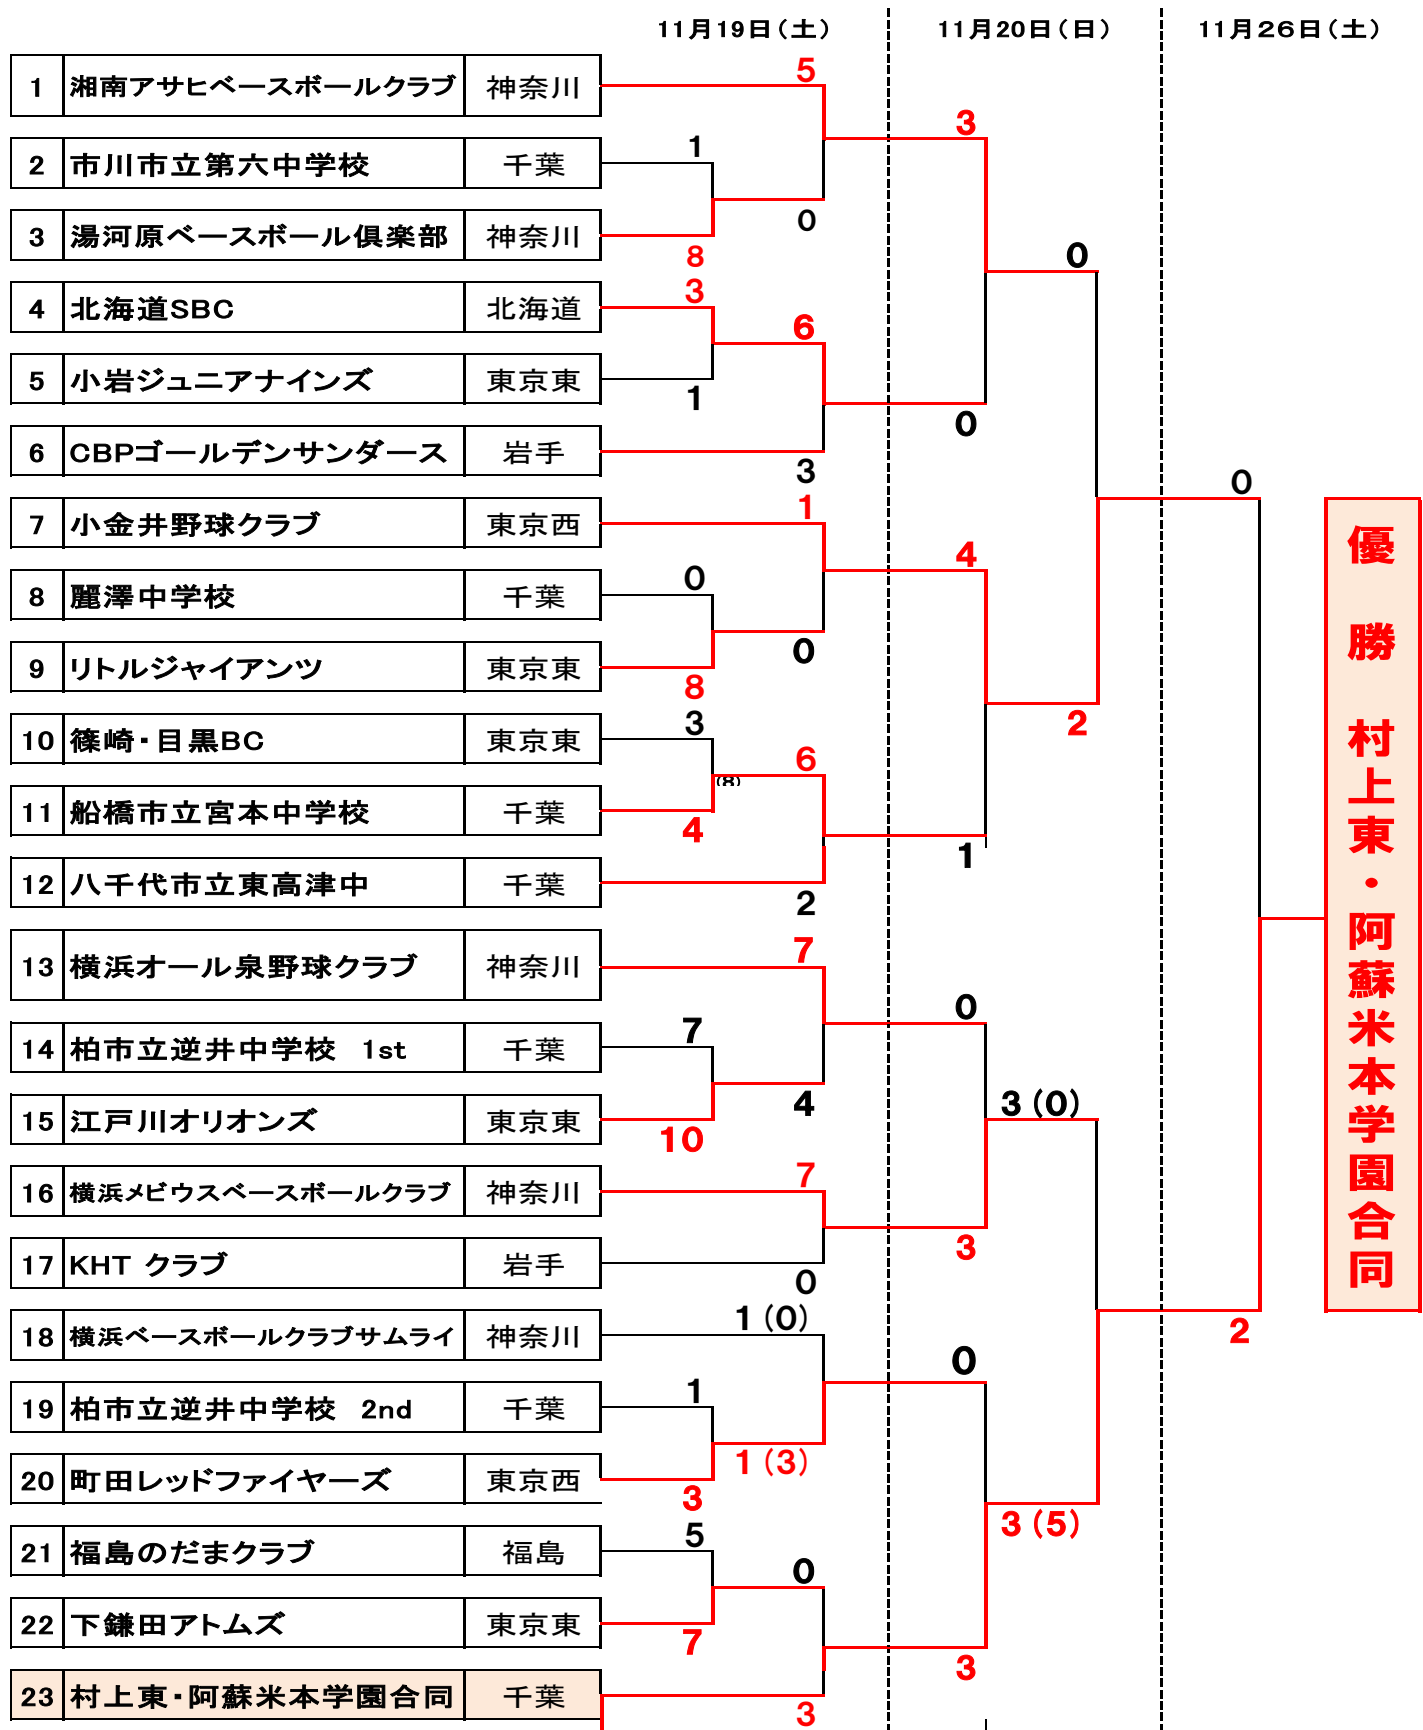 11月19日（土）
11月20日（日）
11月26日（土）
1 湘南アサヒベースボールクラブ 神奈川
5
3
2 市川市立第六中学校 千葉
1
0
3 湯河原ベースボール倶楽部 神奈川
8
0
4 北海道SBC 北海道
3
6
5 小岩ジュニアナインズ 東京東
1
0
6 CBPゴールデンサンダース 岩手
3
0
7 小金井野球クラブ 東京西
1
4
8 麗澤中学校 千葉
0
0
9 リトルジャイアンツ 東京東
8
2
10 篠崎・目黒BC 東京東
3
6
(8)
11 船橋市立宮本中学校 千葉
4
1
12 八千代市立東高津中 千葉
2
13 横浜オール泉野球クラブ 神奈川
7
0
14 柏市立逆井中学校 1st 千葉
7
3（0）
15 江戸川オリオンズ 東京東
10
4
16 横浜メビウスベースボールクラブ 神奈川
7
3
17 KHT クラブ 岩手
0
18 横浜ベースボールクラブサムライ 神奈川
1（0）
2
0
19 柏市立逆井中学校 2nd 千葉
1
1（3）
20 町田レッドファイヤーズ 東京西
3
3（5）
21 福島のだまクラブ 福島
5
0
22 下鎌田アトムズ 東京東
7
3
23 村上東・阿蘇米本学園合同 千葉
3
優 勝 村上東・阿蘇米本学園合同